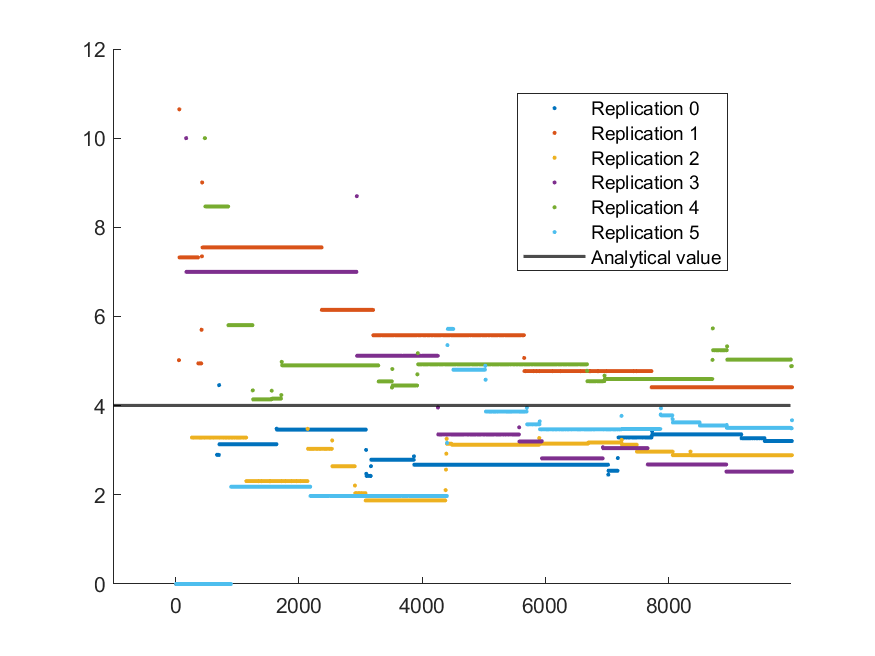 12
10
8
6
4
2
0
0 2000 4000 6000 8000
Replication 0
Replication 1
Replication 2
Replication 3
Replication 4
Replication 5
Analytical value